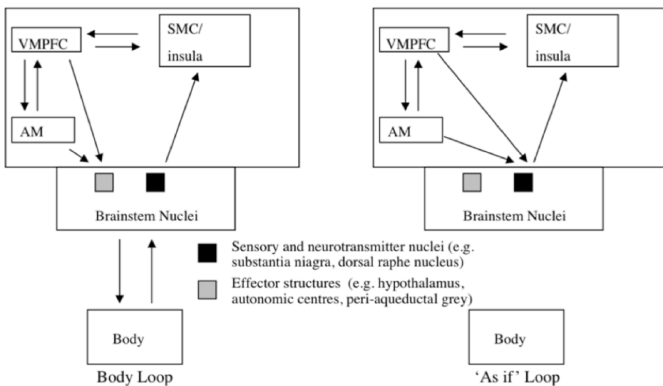 VMPFC
SMC/
insula
AM
Brainstem Nuclei
Body
Body Loop
VMPFC
SMC/
insula
AM
Brainstem Nuclei
Body
'As if' Loop
Sensory and neurotransmitter nuclei (e.g.
substantia niagra, dorsal raphe nucleus)
Effector structures (e.g. hypothalamus,
autonomic centres, peri-aqueductal grey)